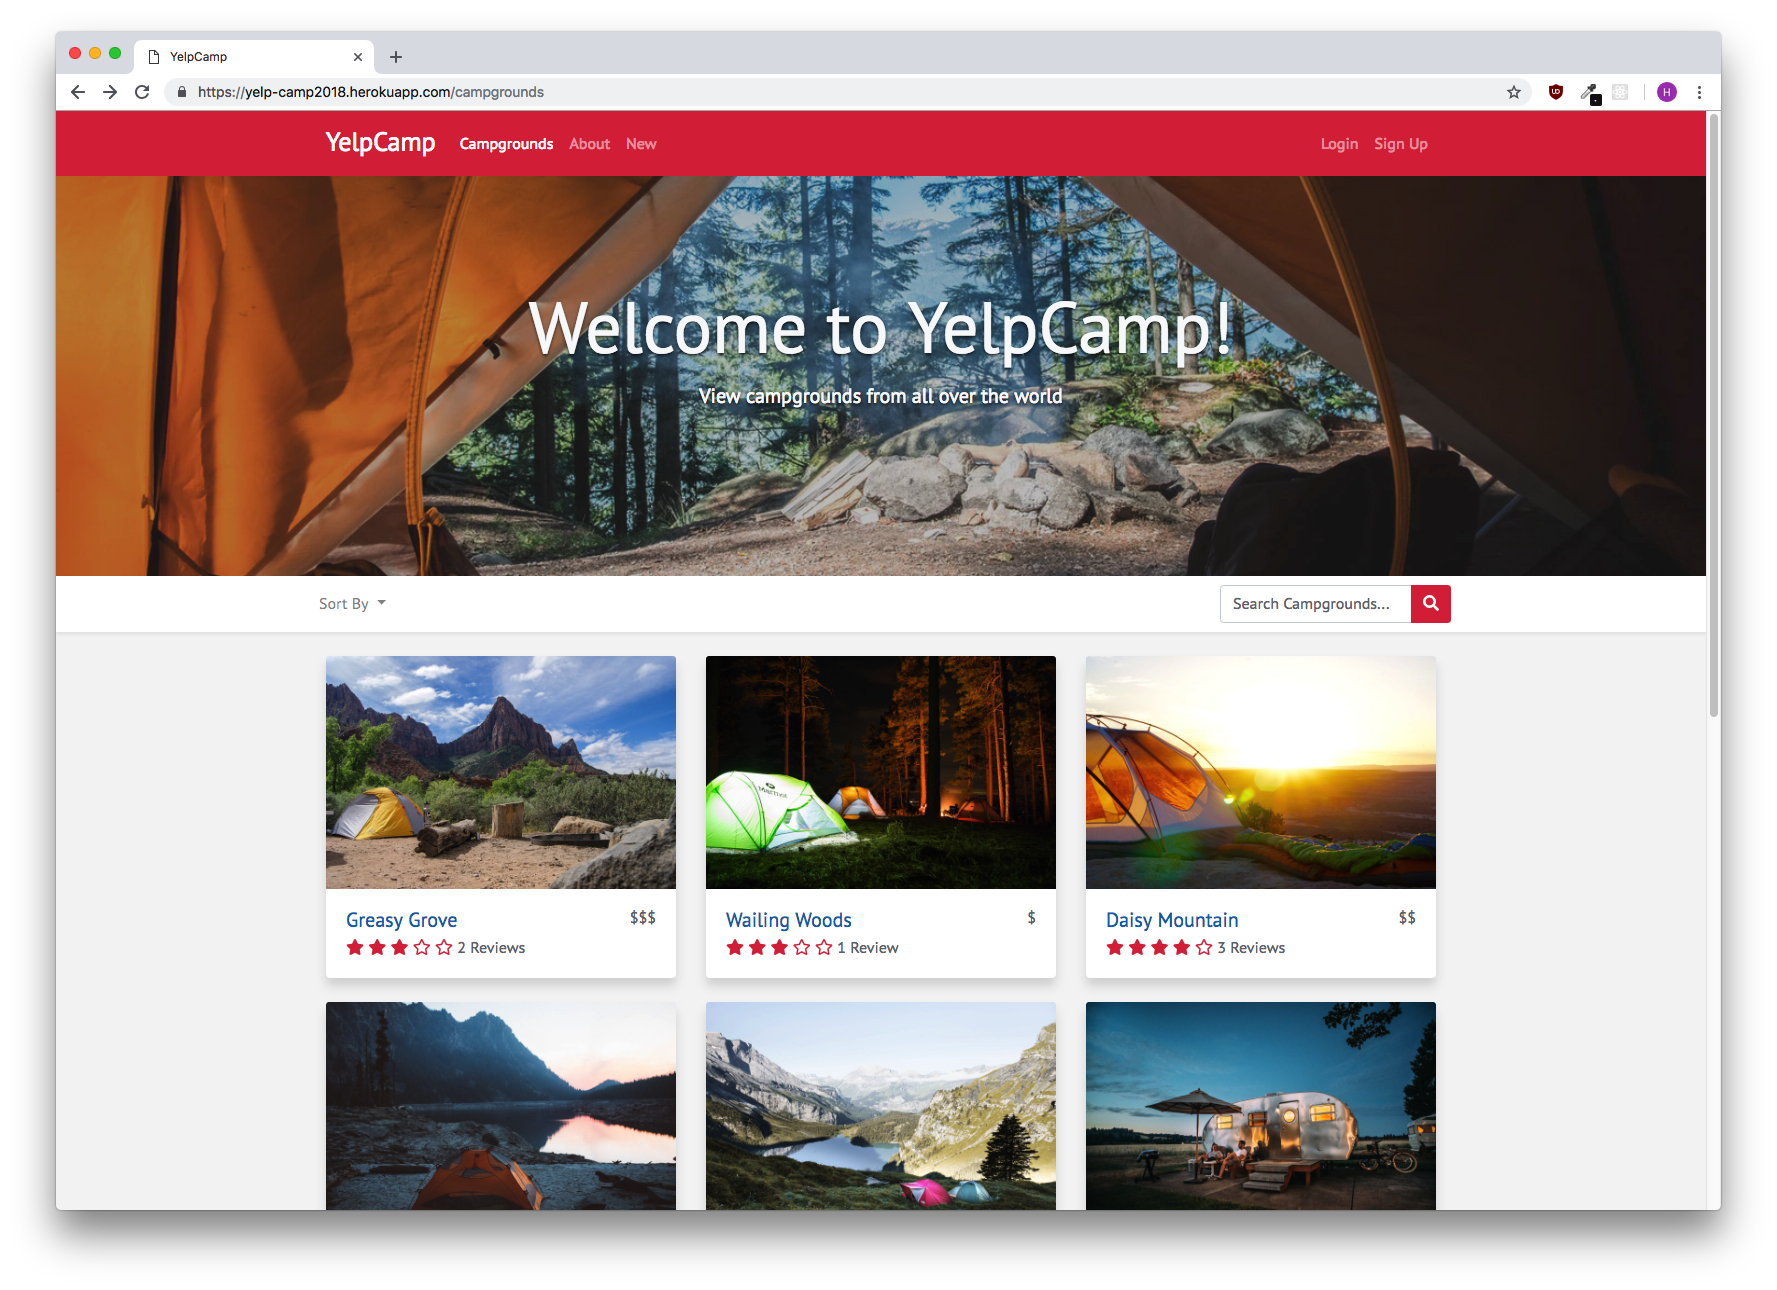 YelpCamp
https://yelp-camp2018.herokuapp.com/campgrounds
H
YelpCamp Campgrounds About New Login Sign Up
Welcome to YelpCamp!
View campgrounds from all over the world
Sort By Search Campgrounds...
Greasy Grove $$$
2 Reviews
Wailing Woods $
1 Review
Daisy Mountain $$
3 Reviews